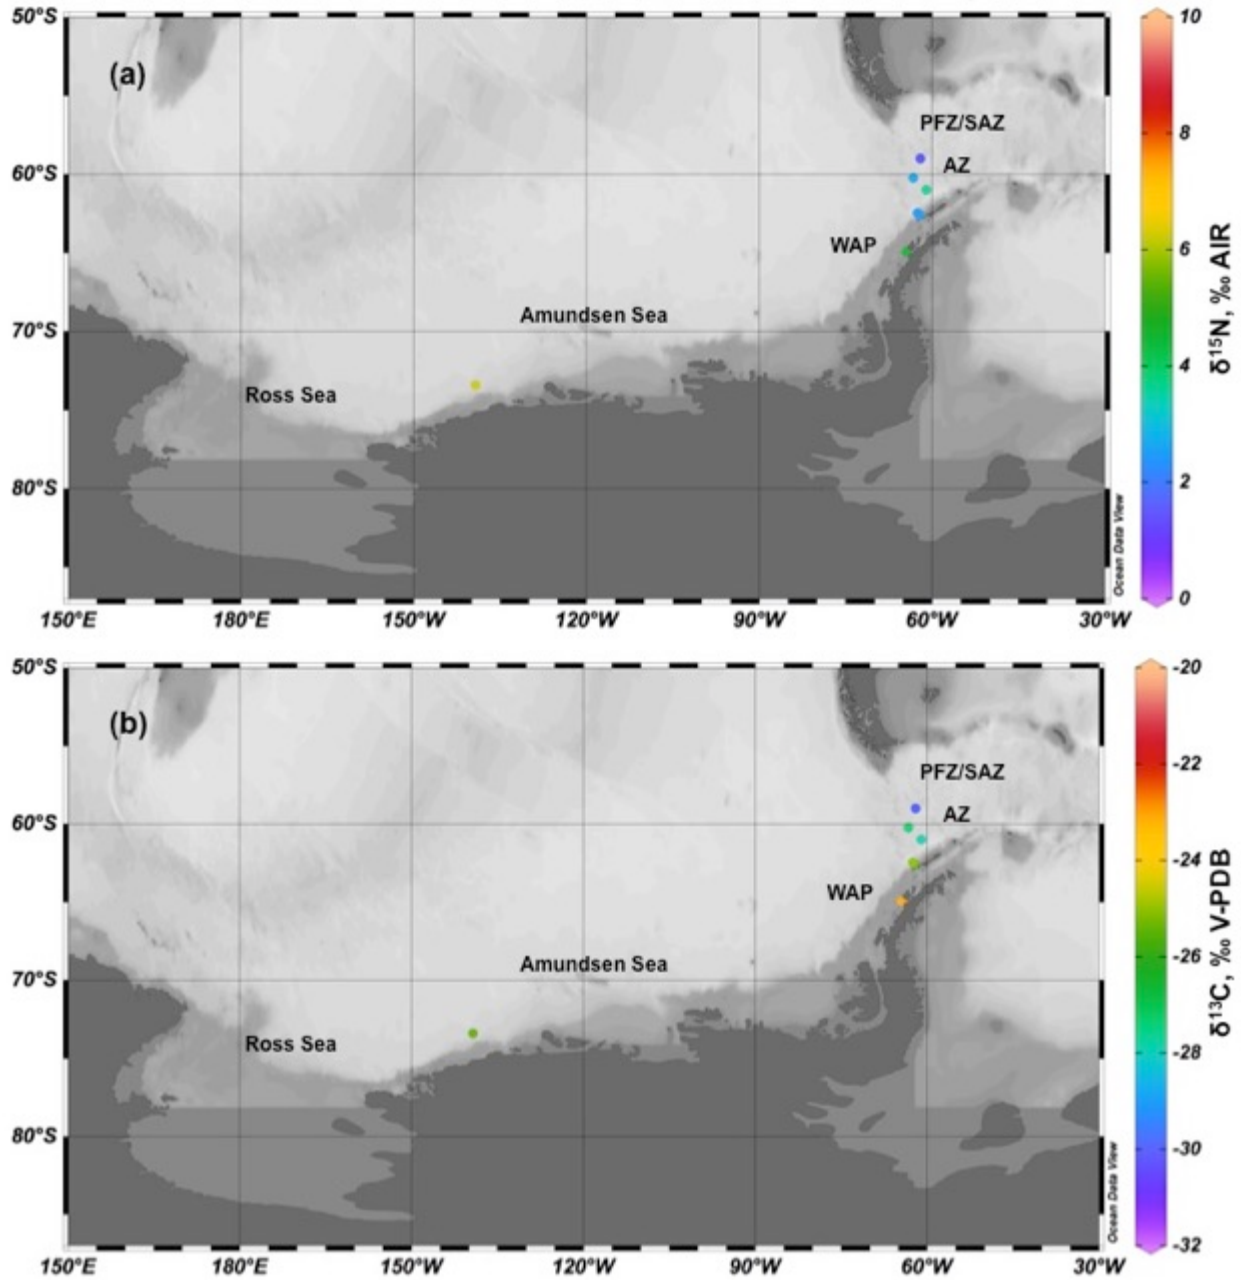 50°S
60°S
70°S
80°S
(a)
PFZ/SAZ
AZ
WAP
Amundsen Sea
Ross Sea
150°E
180°E
150°W
120°W
90°W
60°W
30°W
Ocean Data View
10
8
6
4
2
0
δ¹⁵N, ‰ AIR
50°S
60°S
70°S
80°S
(b)
PFZ/SAZ
AZ
WAP
Amundsen Sea
Ross Sea
150°E
180°E
150°W
120°W
90°W
60°W
30°W
Ocean Data View
-20
-22
-24
-26
-28
-30
-32
δ¹³C, ‰ V-PDB